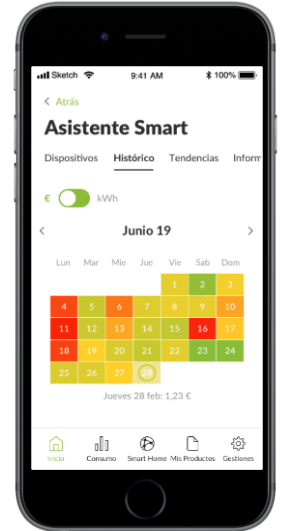 Sketch 9:41 AM 100%
Atrás
Asistente Smart
Dispositivos Histórico Tendencias Inform
€ kWh
Junio 19
Lun Mar Mie Jue Vie Sab Dom
1 2 3
4 5 6 7 8 9 10
11 12 13 14 15 16 17
18 19 20 21 22 23 24
25 26 27 28
Jueves 28 feb: 1,23 €
Inicio Consumo Smart Home Mis Productos Gestiones